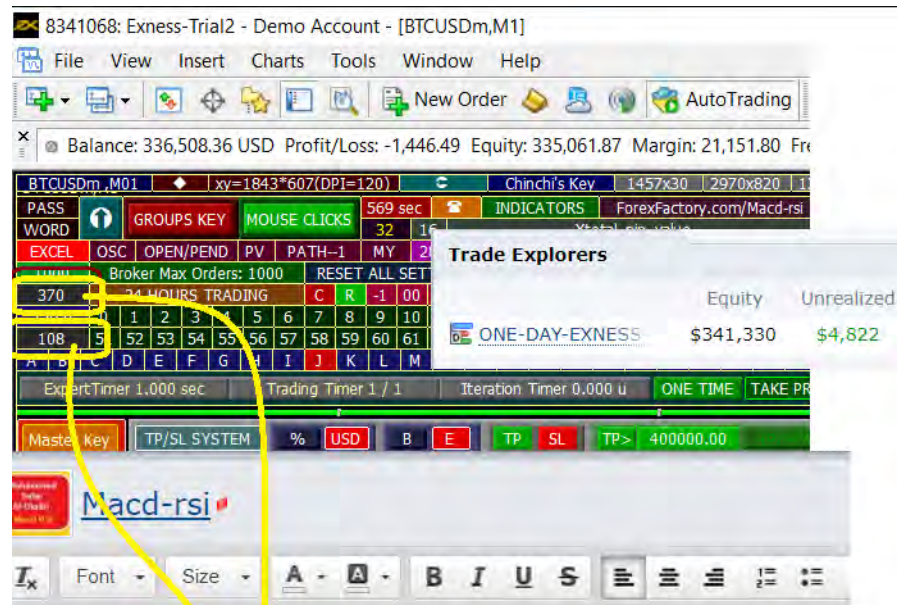 8341068: Exness-Trial2 - Demo Account - [BTCUSDm,M1]
File View Insert Charts Tools Window Help
New Order AutoTrading
Balance: 336,508.36 USD Profit/Loss: -1,446.49 Equity: 335,061.87 Margin: 21,151.80 Fre
BTCUSDm ,M01 xy=1843*607(DPI=120) Chinchi's Key 1457x30 2970x820
PASS WORD GROUPS KEY MOUSE CLICKS 569 sec INDICATORS ForexFactory.com/Macd-rsi
32 16
EXCEL OSC OPEN/PEND PV PATH--1 MY
Broker Max Orders: 1000 RESET ALL SETT
370 24 HOURS TRADING C R -1 00
0 1 2 3 4 5 6 7 8 9 10
108 52 53 54 55 56 57 58 59 60 61
A B C D E F G H I J K L M
Trade Explorers
Equity Unrealized
ONE-DAY-EXNESS $341,330 $4,822
ExpertTimer 1.000 sec Trading Timer 1 / 1 Iteration Timer 0.000 u ONE TIME TAKE PR
Master Key TP/SL SYSTEM % USD B E TP SL TP> 400000.00
Macd-rsi
Font Size A A B I U S